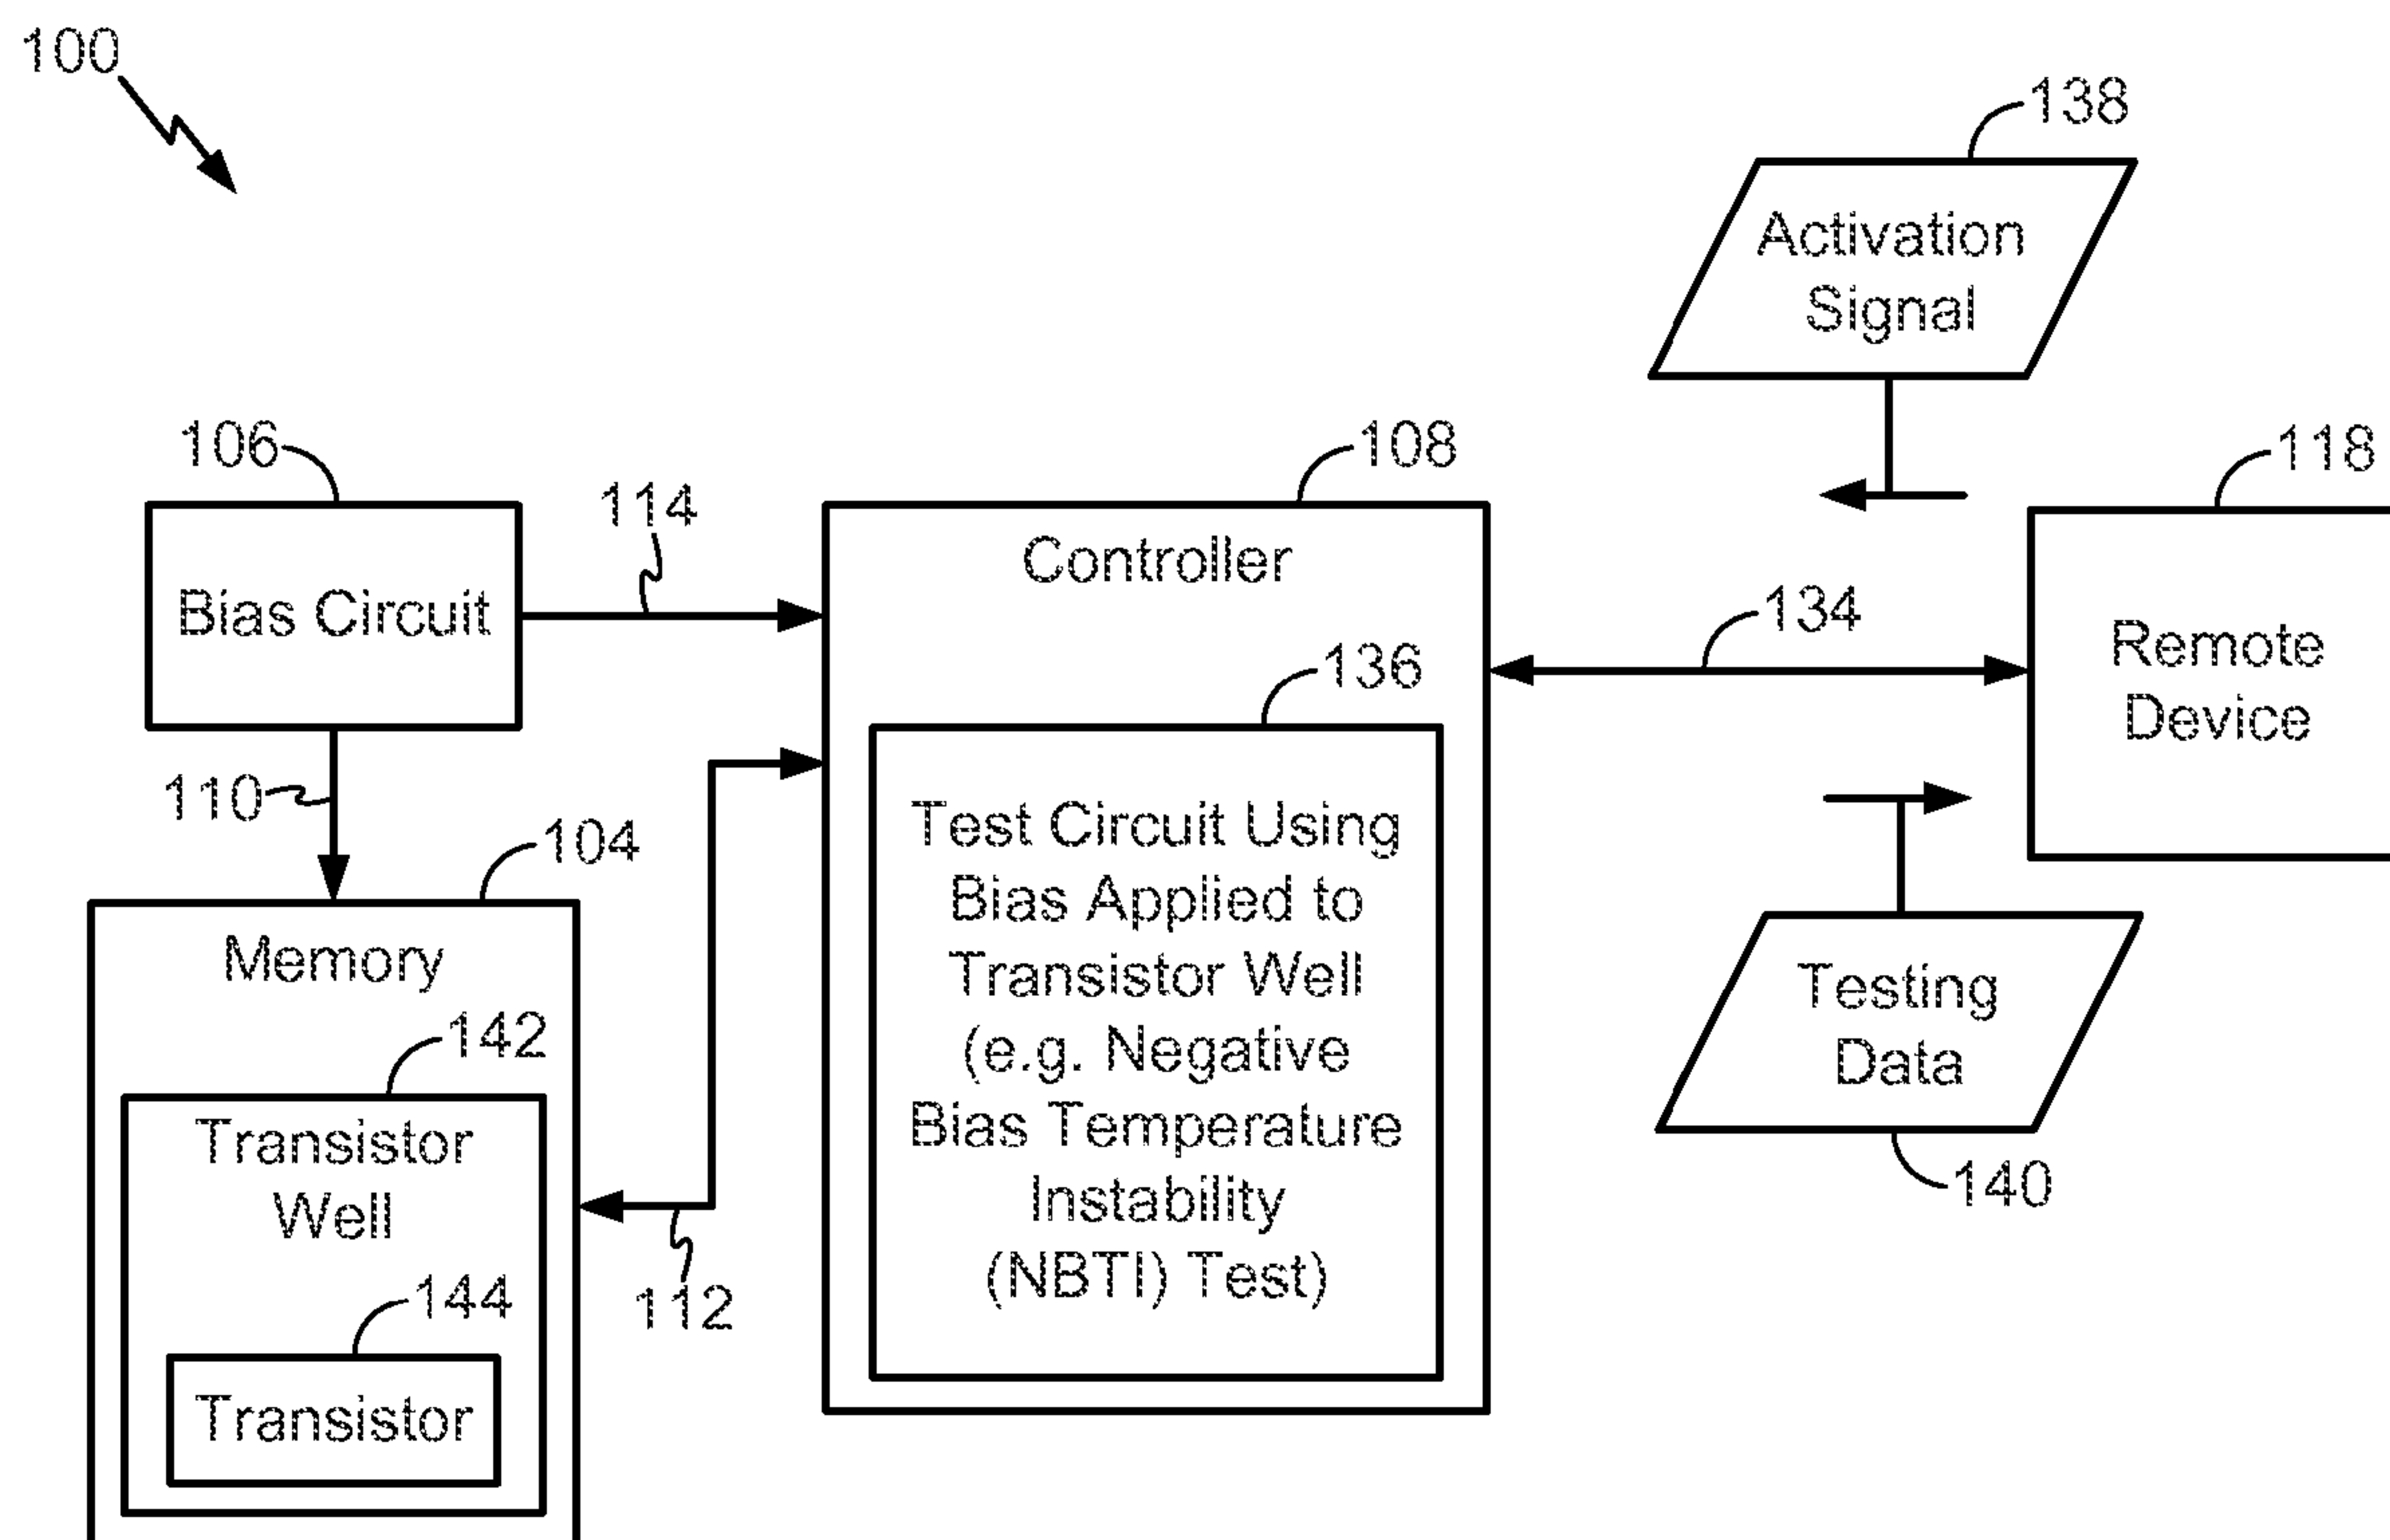 100
138
Activation
Signal
106
114
108
118
Bias Circuit
Controller
134
Remote
Device
136
110
104
Test Circuit Using
Bias Applied to
Transistor Well
(e.g. Negative
Bias Temperature
Instability
(NBTI) Test)
Memory
142
Transistor
Well
144
Transistor
112
Testing
Data
140